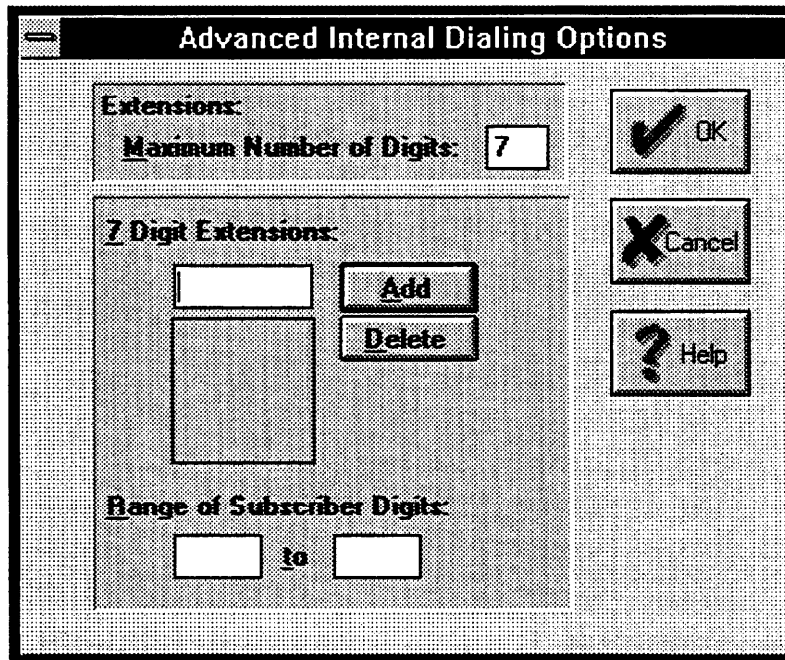 Advanced Internal Dialing Options
Extensions:
Maximum Number of Digits: 7
OK
7 Digit Extensions:
Cancel
Add
Delete
Help
Range of Subscriber Digits:
to